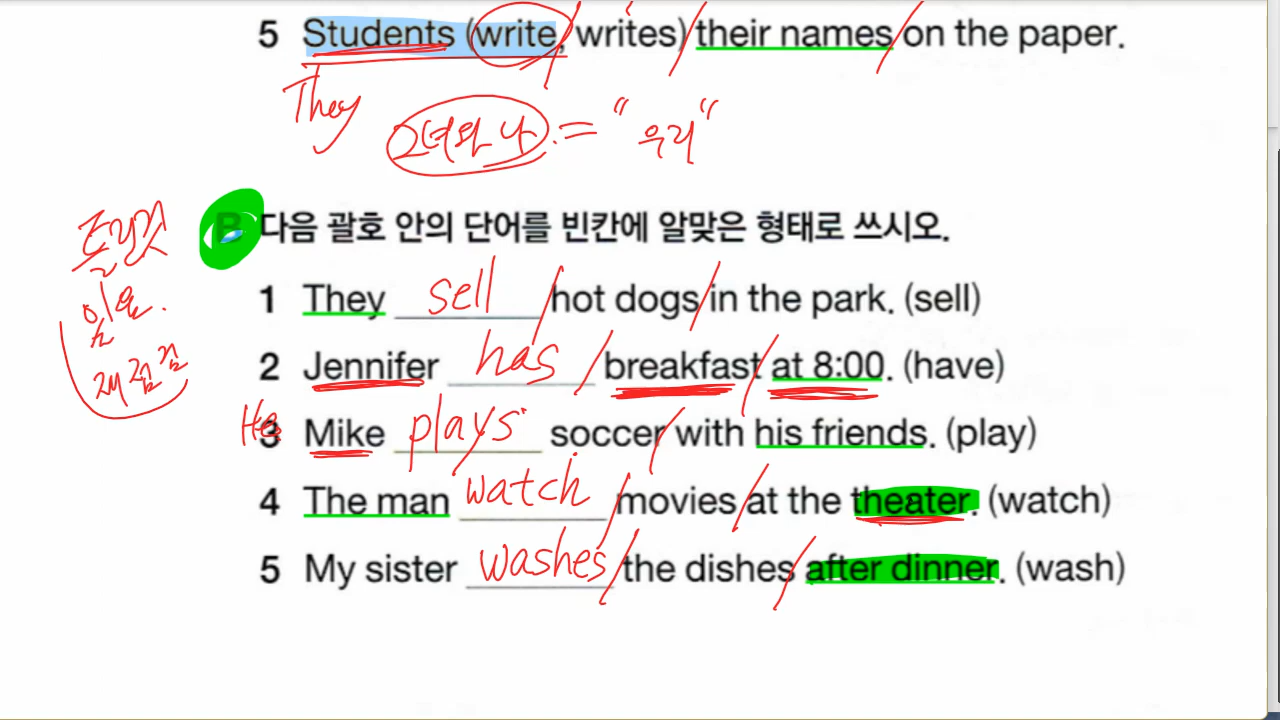 5 Students (write, writes) their names on the paper.
They
그녀와 나 = "우리"
B 다음 괄호 안의 단어를 빈칸에 알맞은 형태로 쓰시오.
틀린것
있음.
재점검
1 They sell hot dogs in the park. (sell)
2 Jennifer has breakfast at 8:00. (have)
He
3 Mike plays soccer with his friends. (play)
4 The man watch movies at the theater. (watch)
5 My sister washes the dishes after dinner. (wash)